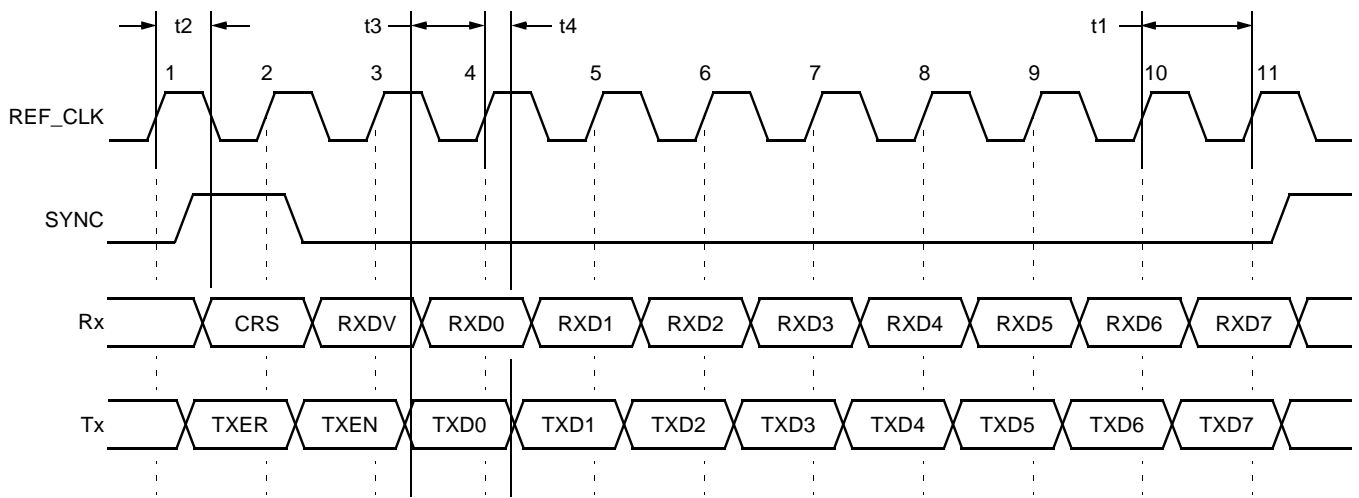 t2 t3 t4 t1
1 2 3 4 5 6 7 8 9 10 11
REF_CLK
SYNC
Rx CRS RXDV RXD0 RXD1 RXD2 RXD3 RXD4 RXD5 RXD6 RXD7
Tx TXER TXEN TXD0 TXD1 TXD2 TXD3 TXD4 TXD5 TXD6 TXD7